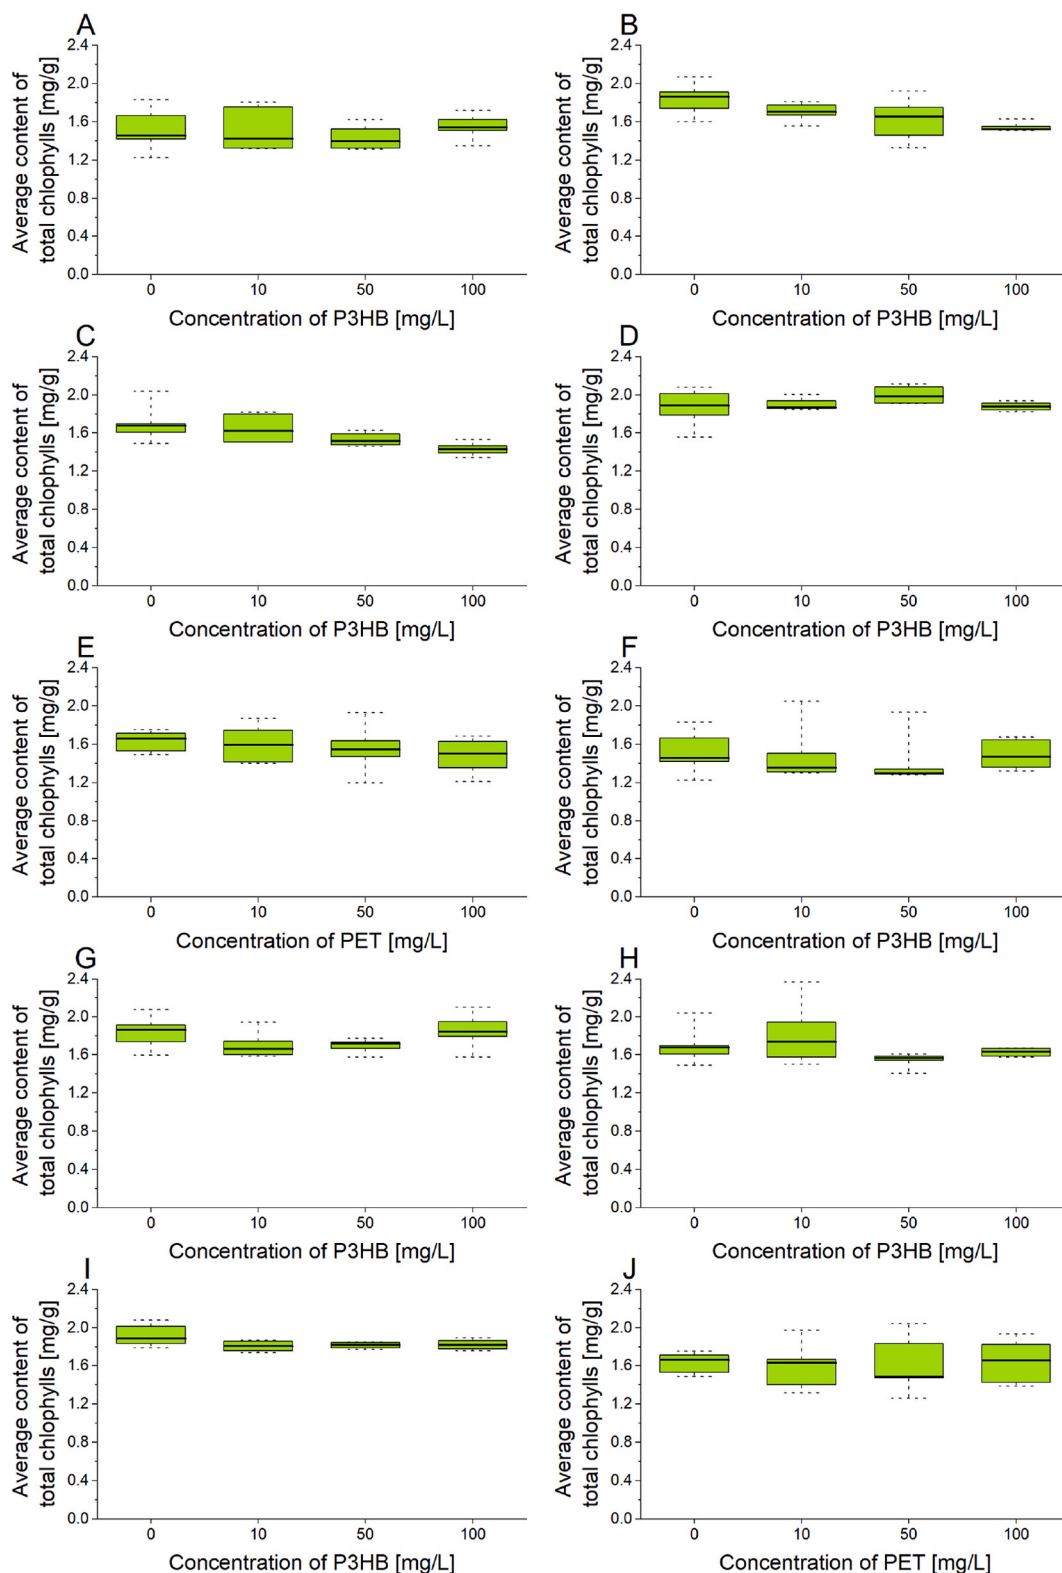 A
Average content of
total chlophylls [mg/g]
2.4
2.0
1.6
1.2
0.8
0.4
0.0
0 10 50 100
Concentration of P3HB [mg/L]
B
Average content of
total chlophylls [mg/g]
2.4
2.0
1.6
1.2
0.8
0.4
0.0
0 10 50 100
Concentration of P3HB [mg/L]
C
Average content of
total chlophylls [mg/g]
2.4
2.0
1.6
1.2
0.8
0.4
0.0
0 10 50 100
Concentration of P3HB [mg/L]
D
Average content of
total chlophylls [mg/g]
2.4
2.0
1.6
1.2
0.8
0.4
0.0
0 10 50 100
Concentration of P3HB [mg/L]
E
Average content of
total chlophylls [mg/g]
2.4
2.0
1.6
1.2
0.8
0.4
0.0
0 10 50 100
Concentration of PET [mg/L]
F
Average content of
total chlophylls [mg/g]
2.4
2.0
1.6
1.2
0.8
0.4
0.0
0 10 50 100
Concentration of P3HB [mg/L]
G
Average content of
total chlophylls [mg/g]
2.4
2.0
1.6
1.2
0.8
0.4
0.0
0 10 50 100
Concentration of P3HB [mg/L]
H
Average content of
total chlophylls [mg/g]
2.4
2.0
1.6
1.2
0.8
0.4
0.0
0 10 50 100
Concentration of P3HB [mg/L]
I
Average content of
total chlophylls [mg/g]
2.4
2.0
1.6
1.2
0.8
0.4
0.0
0 10 50 100
Concentration of P3HB [mg/L]
J
Average content of
total chlophylls [mg/g]
2.4
2.0
1.6
1.2
0.8
0.4
0.0
0 10 50 100
Concentration of PET [mg/L]